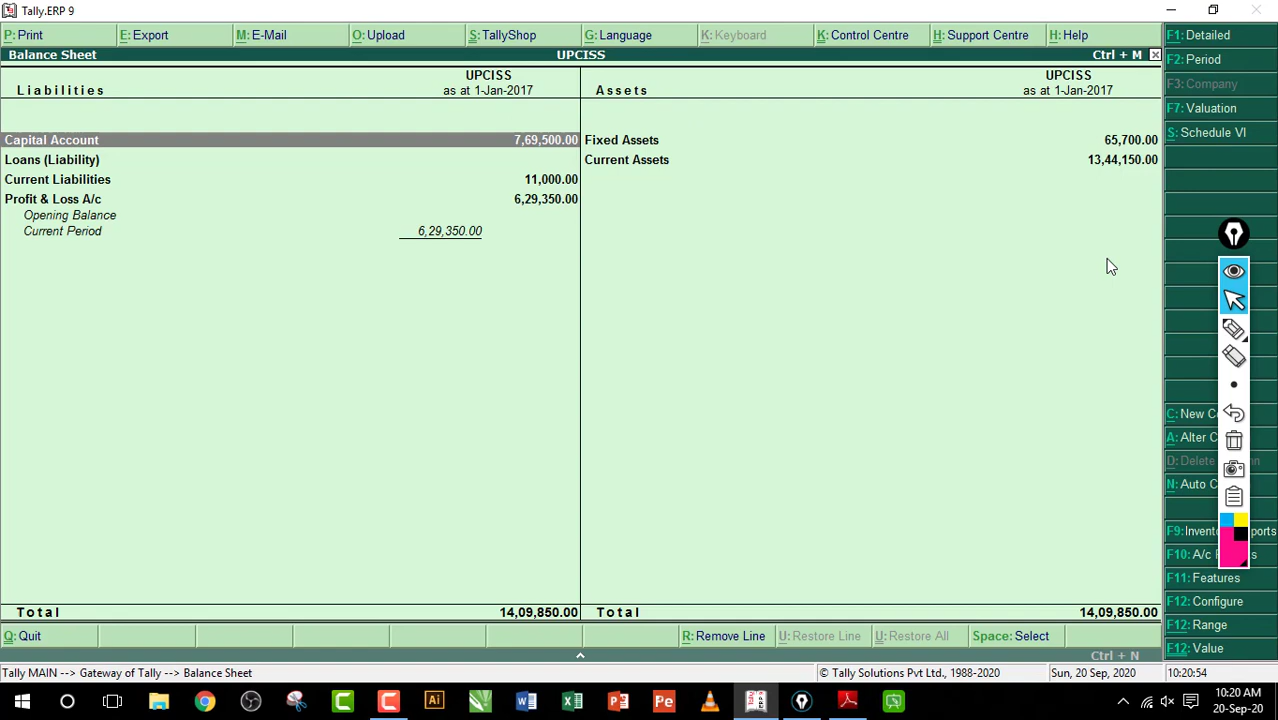 Tally.ERP 9
P: Print E: Export M: E-Mail O: Upload S: TallyShop G: Language K: Keyboard K: Control Centre H: Support Centre H: Help
Balance Sheet UPCISS Ctrl + M
Liabilities UPCISS as at 1-Jan-2017 Assets UPCISS as at 1-Jan-2017
Capital Account 7,69,500.00 Fixed Assets 65,700.00
Loans (Liability) Current Assets 13,44,150.00
Current Liabilities 11,000.00
Profit & Loss A/c 6,29,350.00
Opening Balance
Current Period 6,29,350.00
Total 14,09,850.00 Total 14,09,850.00
F1: Detailed
F2: Period
F3: Company
F7: Valuation
S: Schedule VI
C: New
A: Alter
D: Delete
N: Auto
F10: A/c
F11: Features
F12: Configure
F12: Range
F12: Value
Q: Quit R: Remove Line U: Restore Line U: Restore All Space: Select
Ctrl + N
Tally MAIN --> Gateway of Tally --> Balance Sheet © Tally Solutions Pvt Ltd., 1988-2020 Sun, 20 Sep, 2020 10:20:54
10:20 AM
20-Sep-20